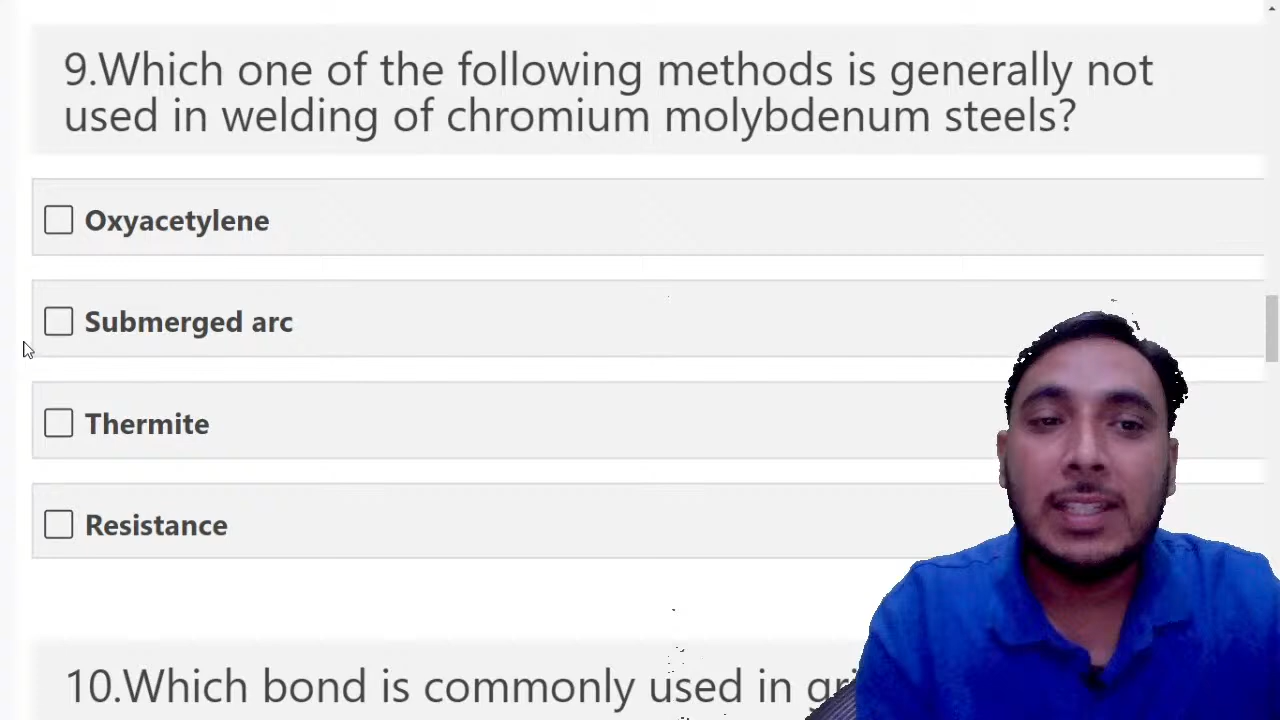 9.Which one of the following methods is generally not
used in welding of chromium molybdenum steels?
Oxyacetylene
Submerged arc
Thermite
Resistance
10.Which bond is commonly used in